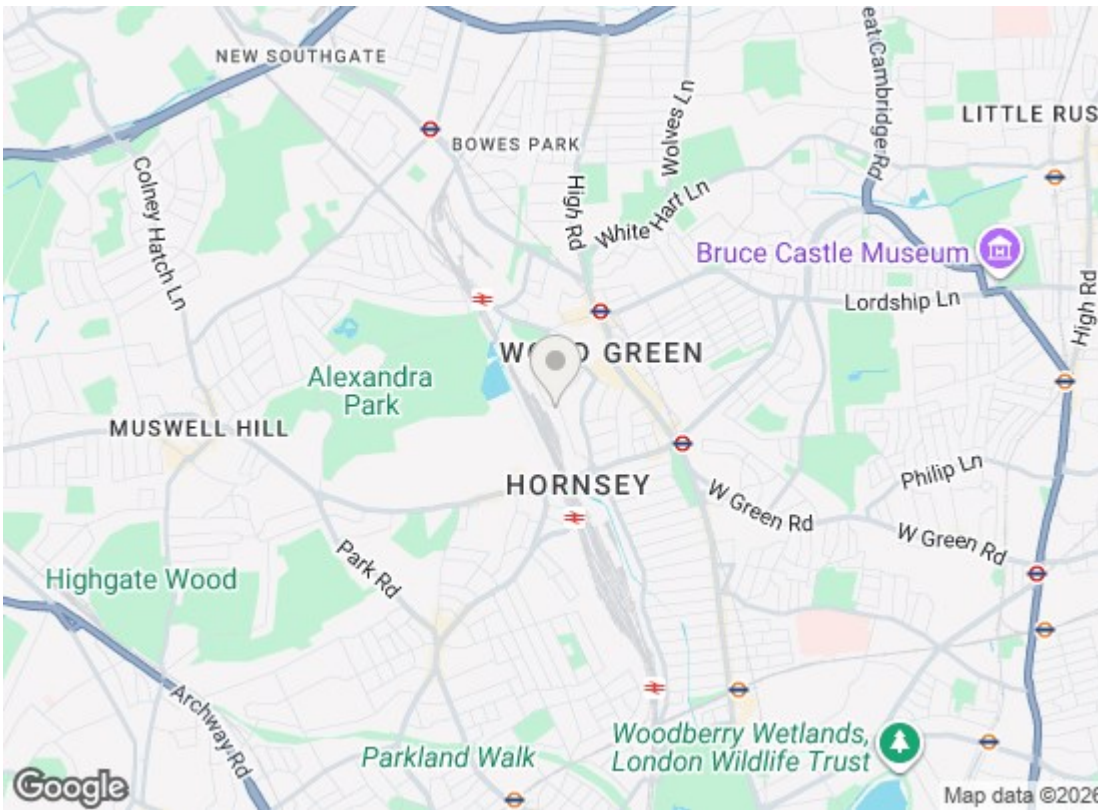 NEW SOUTHGATE
eat Cambridge Rd
LITTLE RUS
BOWES PARK
Wolves Ln
Colney Hatch Ln
High Rd
White Hart Ln
Bruce Castle Museum
Lordship Ln
High Rd
WOOD GREEN
Alexandra
Park
MUSWELL HILL
HORNSEY
Philip Ln
W Green Rd
W Green Rd
Highgate Wood
Park Rd
Archway Rd
Parkland Walk
Woodberry Wetlands,
London Wildlife Trust
Google
Map data ©2026